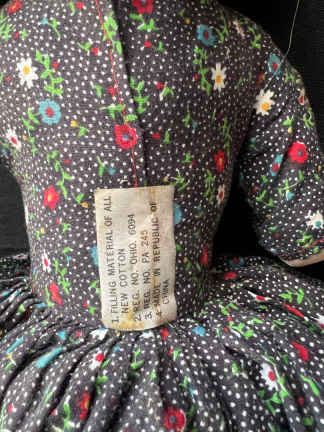 1. FILLING MATERIAL OF ALL
NEW COTTON
2. REG. NO. OHIO. 6094
3. REG. NO. PA 245
4. MADE IN REPUBLIC OF
CHINA